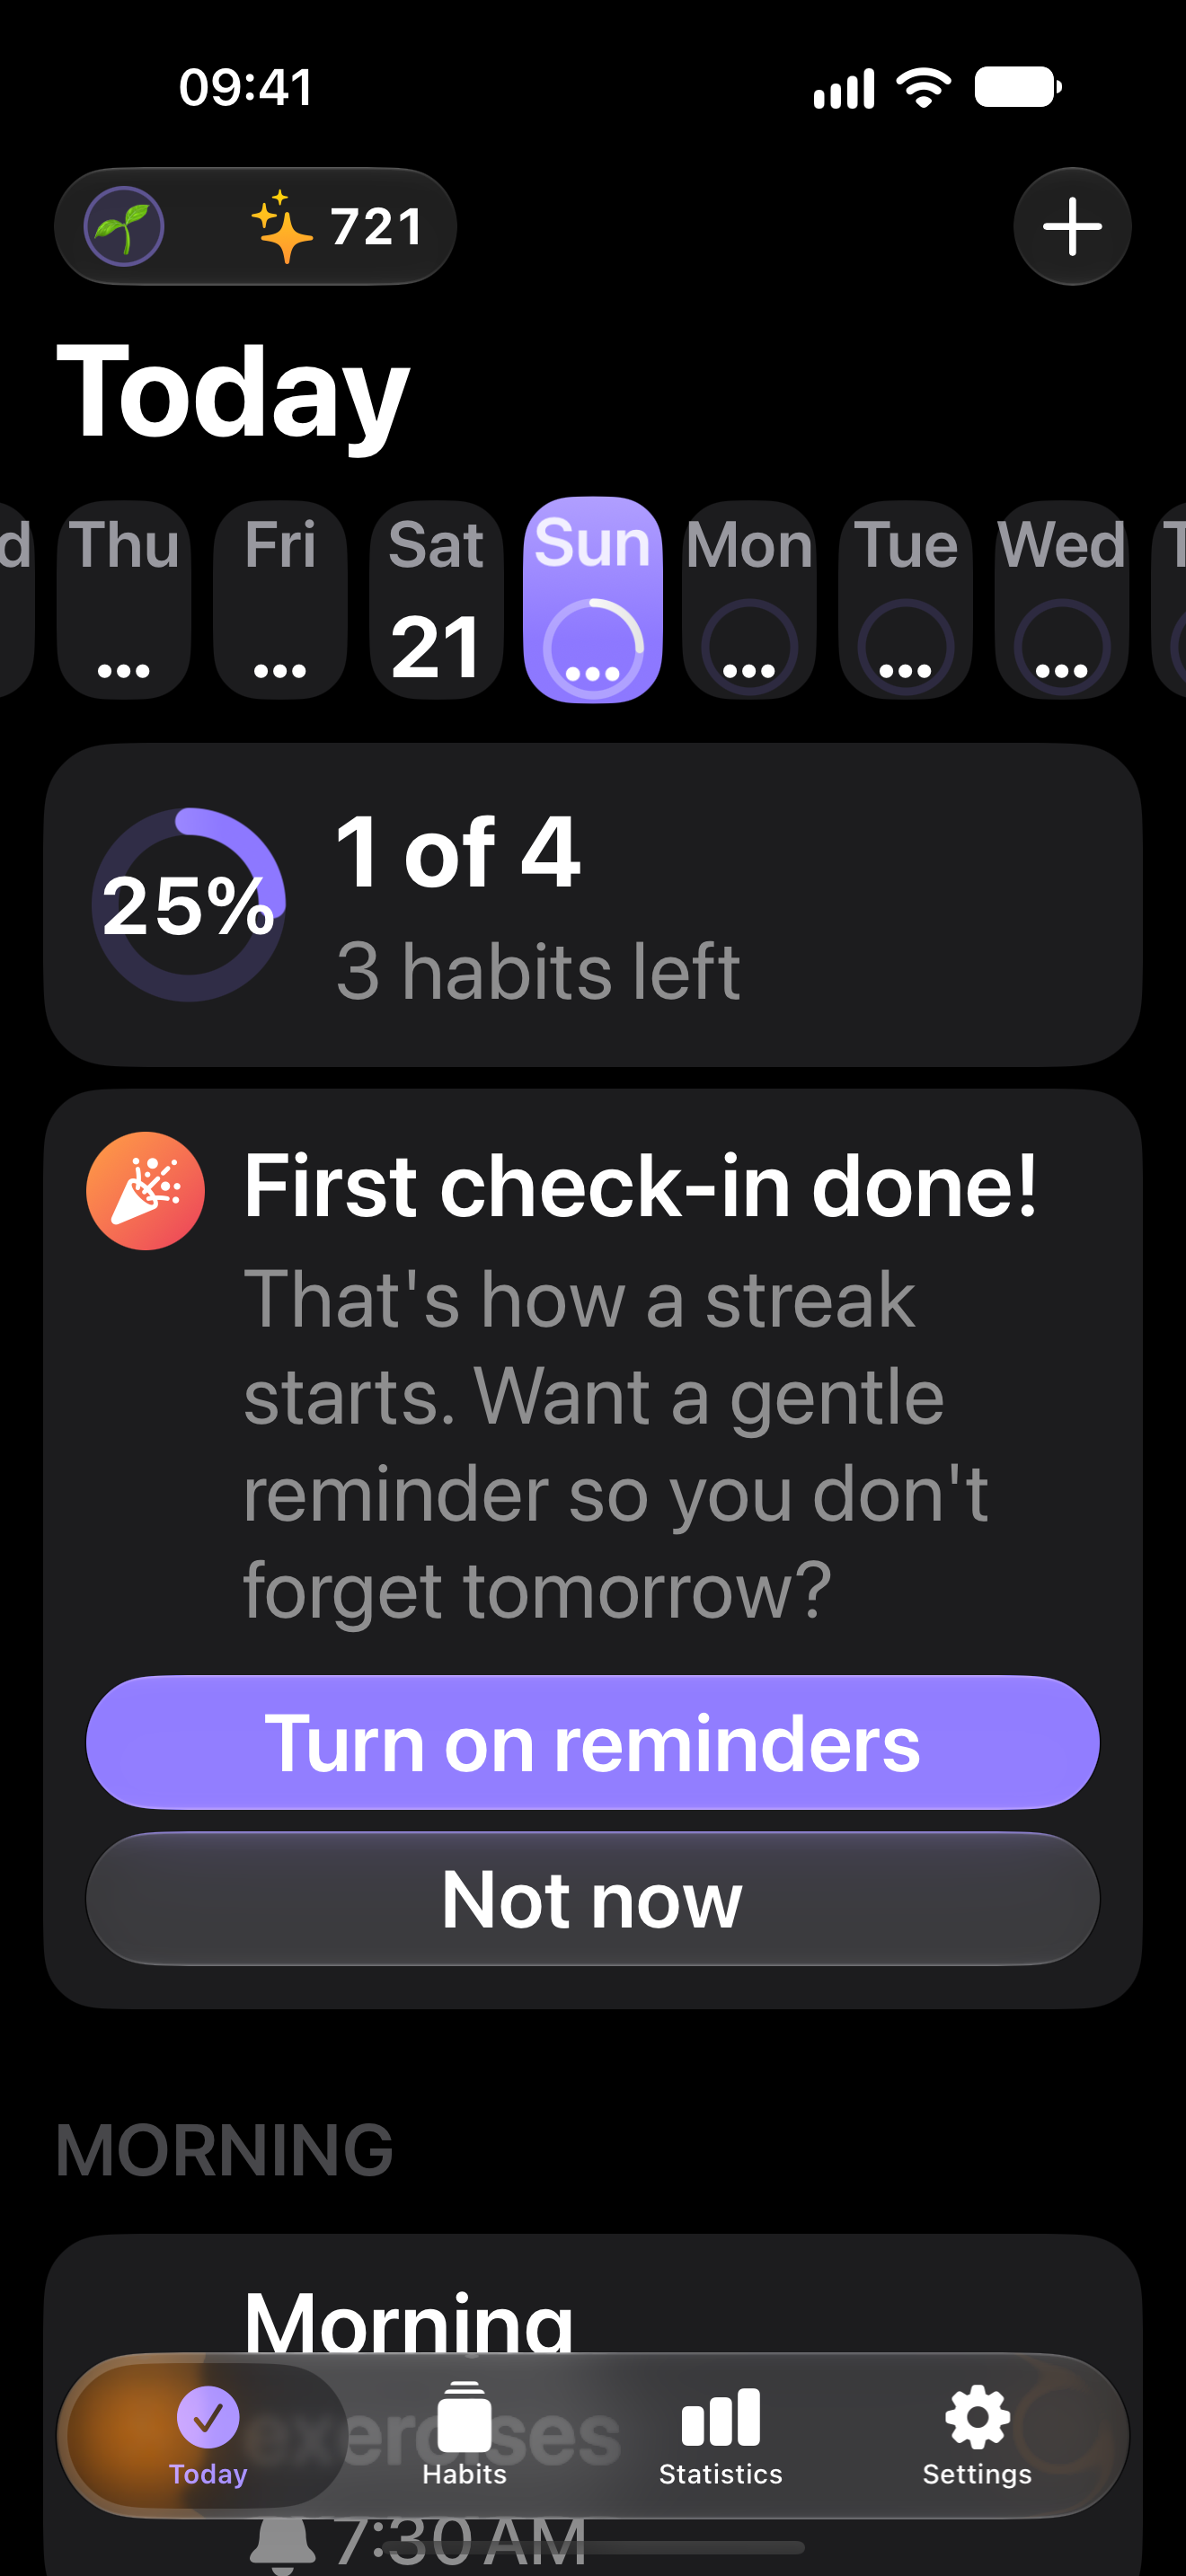 09:41
721
Today
d Thu Fri Sat Sun Mon Tue Wed T
... ... 21 ... ... ... ...
25%
1 of 4
3 habits left
First check-in done!
That's how a streak
starts. Want a gentle
reminder so you don't
forget tomorrow?
Turn on reminders
Not now
MORNING
Morning
exercises
7:30 AM
Today Habits Statistics Settings